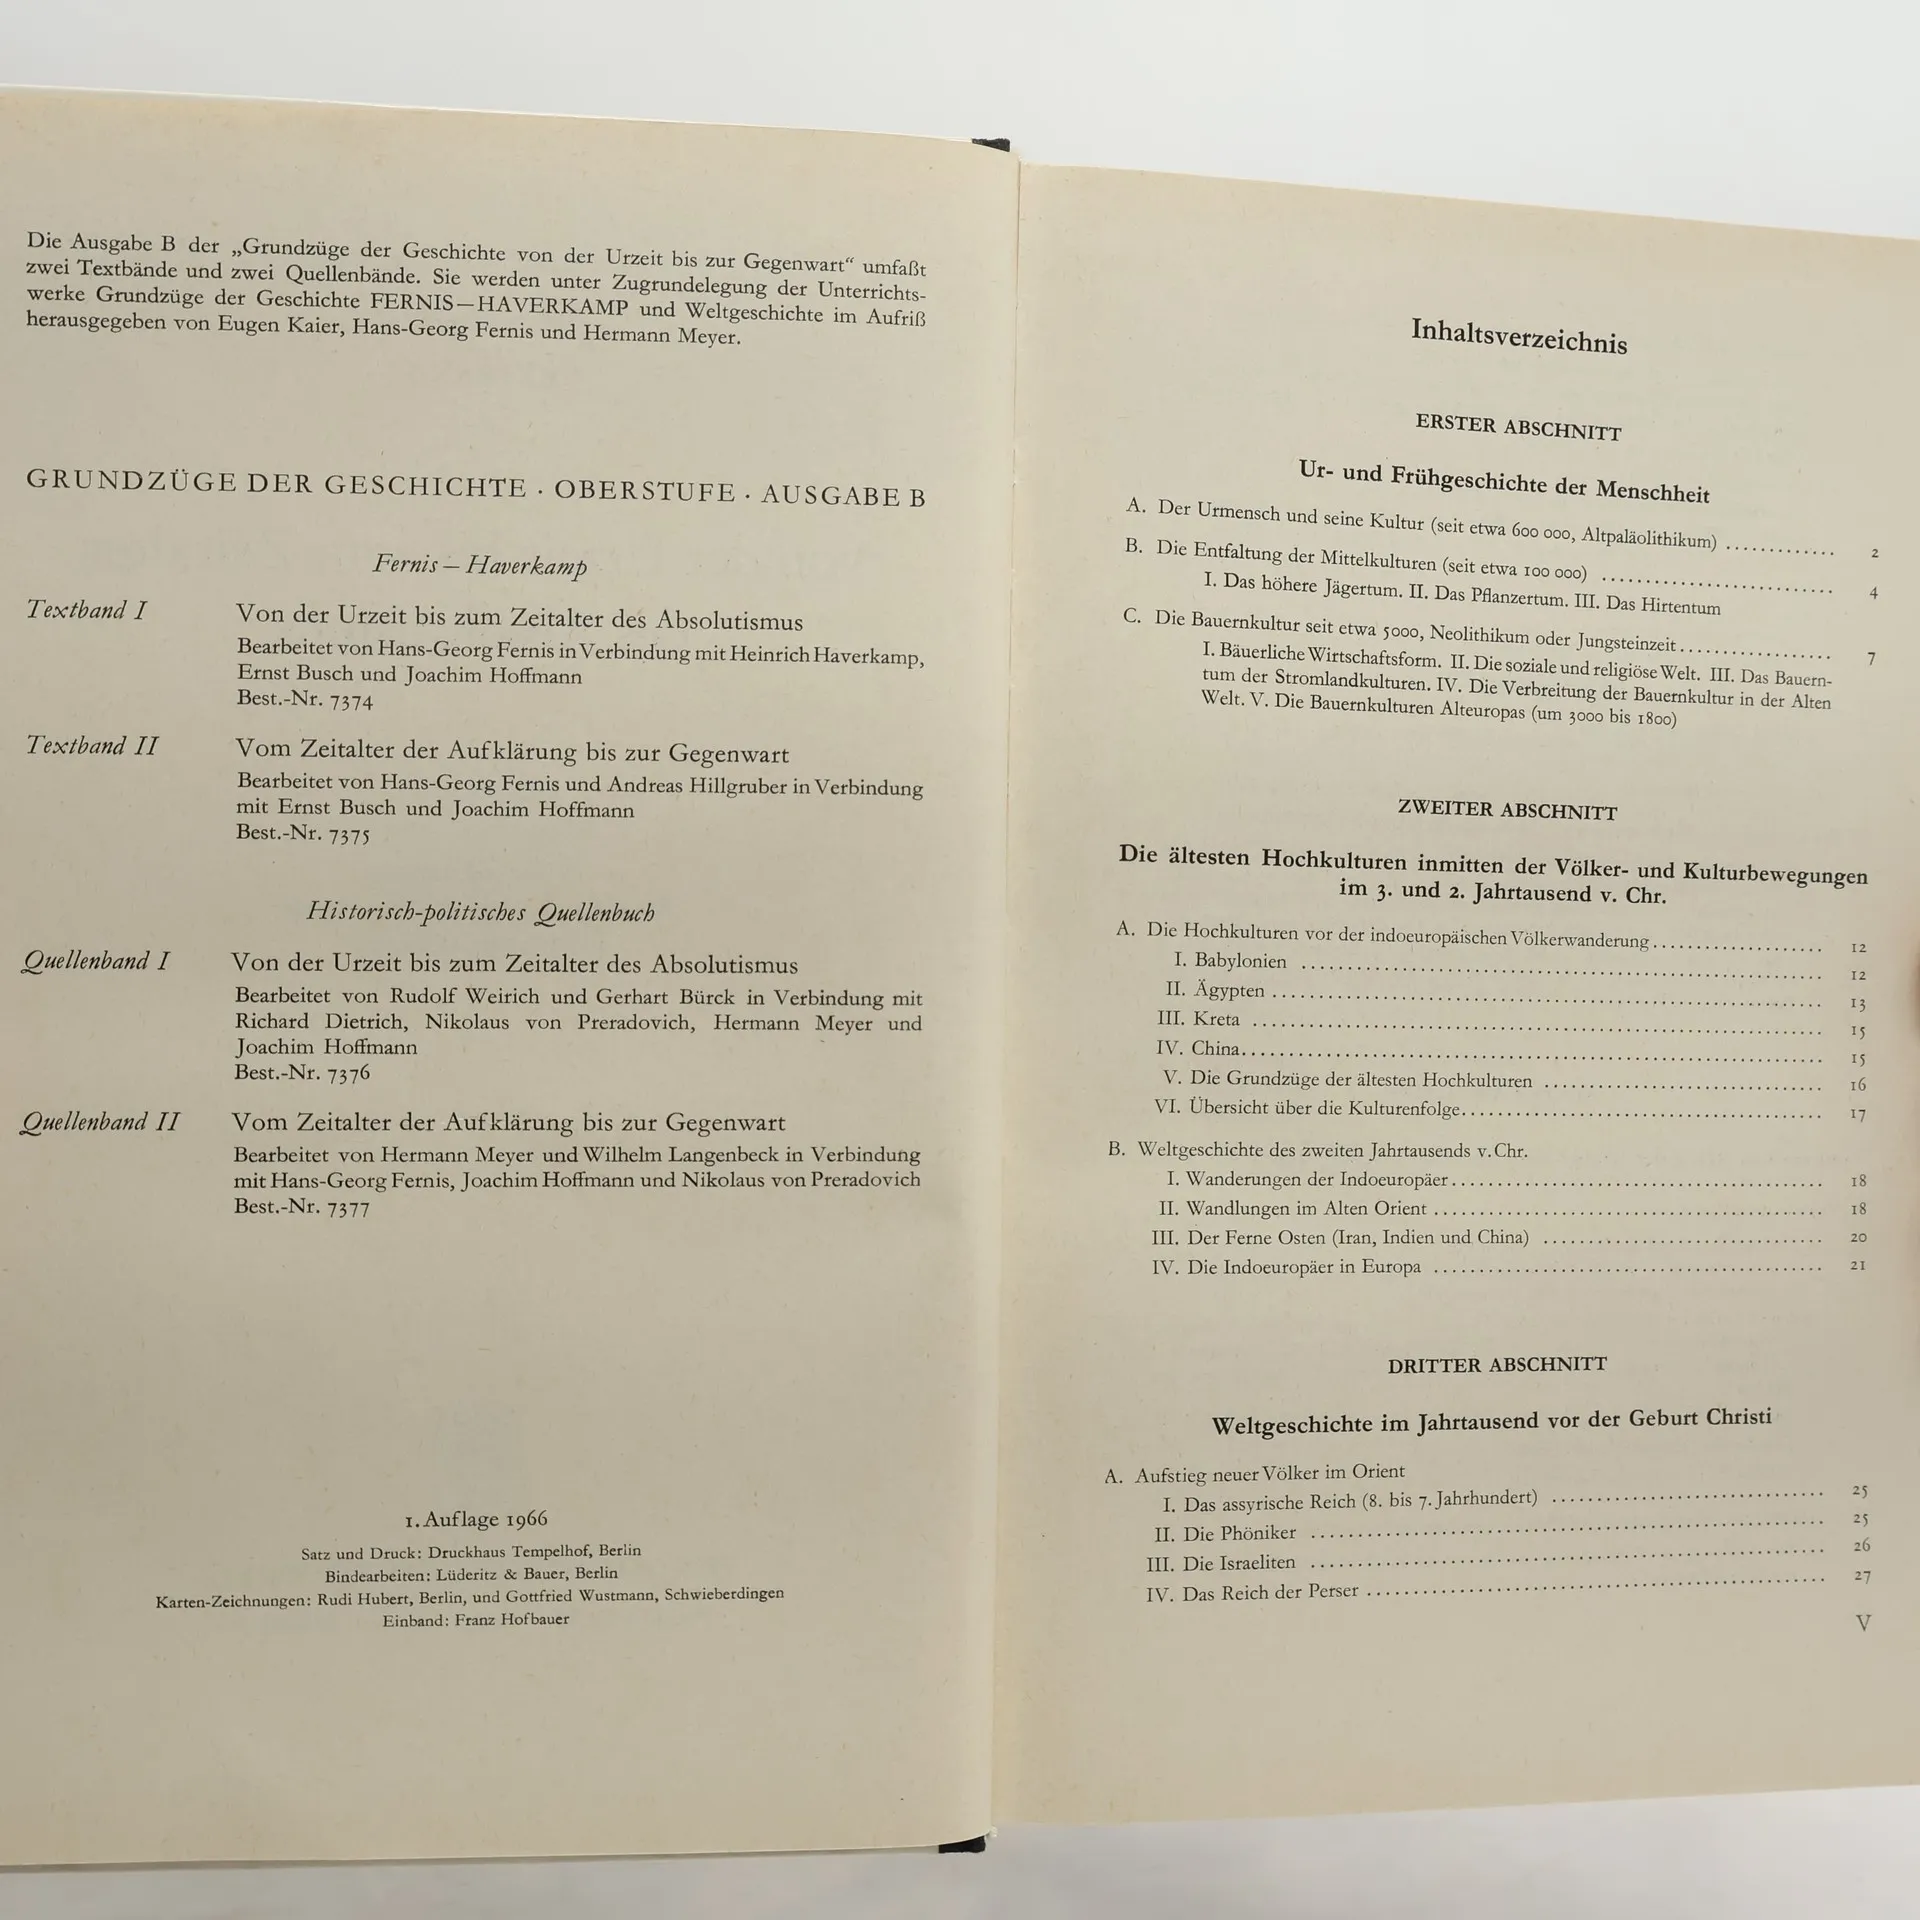 Die Ausgabe B der „Grundzüge der Geschichte von der Urzeit bis zur Gegenwart“ umfaßt
zwei Textbände und zwei Quellenbände. Sie werden unter Zugrundelegung der Unterrichts-
werke Grundzüge der Geschichte FERNIS—HAVERKAMP und Weltgeschichte im Aufriß
herausgegeben von Eugen Kaier, Hans-Georg Fernis und Hermann Meyer.
GRUNDZÜGE DER GESCHICHTE · OBERSTUFE · AUSGABE B
Fernis – Haverkamp
Textband I Von der Urzeit bis zum Zeitalter des Absolutismus
Bearbeitet von Hans-Georg Fernis in Verbindung mit Heinrich Haverkamp,
Ernst Busch und Joachim Hoffmann
Best.-Nr. 7374
Textband II Vom Zeitalter der Aufklärung bis zur Gegenwart
Bearbeitet von Hans-Georg Fernis und Andreas Hillgruber in Verbindung
mit Ernst Busch und Joachim Hoffmann
Best.-Nr. 7375
Historisch-politisches Quellenbuch
Quellenband I Von der Urzeit bis zum Zeitalter des Absolutismus
Bearbeitet von Rudolf Weirich und Gerhart Bürck in Verbindung mit
Richard Dietrich, Nikolaus von Preradovich, Hermann Meyer und
Joachim Hoffmann
Best.-Nr. 7376
Quellenband II Vom Zeitalter der Aufklärung bis zur Gegenwart
Bearbeitet von Hermann Meyer und Wilhelm Langenbeck in Verbindung
mit Hans-Georg Fernis, Joachim Hoffmann und Nikolaus von Preradovich
Best.-Nr. 7377
1. Auflage 1966
Satz und Druck: Druckhaus Tempelhof, Berlin
Bindearbeiten: Lüderitz & Bauer, Berlin
Karten-Zeichnungen: Rudi Hubert, Berlin, und Gottfried Wustmann, Schwieberdingen
Einband: Franz Hofbauer
Inhaltsverzeichnis
ERSTER ABSCHNITT
Ur- und Frühgeschichte der Menschheit
A. Der Urmensch und seine Kultur (seit etwa 600 000, Altpaläolithikum) ............. 2
B. Die Entfaltung der Mittelkulturen (seit etwa 100 000) .......................... 4
I. Das höhere Jägertum. II. Das Pflanzertum. III. Das Hirtentum
C. Die Bauernkultur seit etwa 5000, Neolithikum oder Jungsteinzeit................. 7
I. Bäuerliche Wirtschaftsform. II. Die soziale und religiöse Welt. III. Das Bauern-
tum der Stromlandkulturen. IV. Die Verbreitung der Bauernkultur in der Alten
Welt. V. Die Bauernkulturen Alteuropas (um 3000 bis 1800)
ZWEITER ABSCHNITT
Die ältesten Hochkulturen inmitten der Völker- und Kulturbewegungen
im 3. und 2. Jahrtausend v. Chr.
A. Die Hochkulturen vor der indoeuropäischen Völkerwanderung................... 12
I. Babylonien ............................................................ 12
II. Ägypten ............................................................. 13
III. Kreta ............................................................... 15
IV. China................................................................ 15
V. Die Grundzüge der ältesten Hochkulturen ............................... 16
VI. Übersicht über die Kulturenfolge........................................ 17
B. Weltgeschichte des zweiten Jahrtausends v. Chr.
I. Wanderungen der Indoeuropäer......................................... 18
II. Wandlungen im Alten Orient ........................................... 18
III. Der Ferne Osten (Iran, Indien und China) ............................... 20
IV. Die Indoeuropäer in Europa ........................................... 21
DRITTER ABSCHNITT
Weltgeschichte im Jahrtausend vor der Geburt Christi
A. Aufstieg neuer Völker im Orient
I. Das assyrische Reich (8. bis 7. Jahrhundert) .............................. 25
II. Die Phöniker ......................................................... 25
III. Die Israeliten ......................................................... 26
IV. Das Reich der Perser ................................................... 27
V